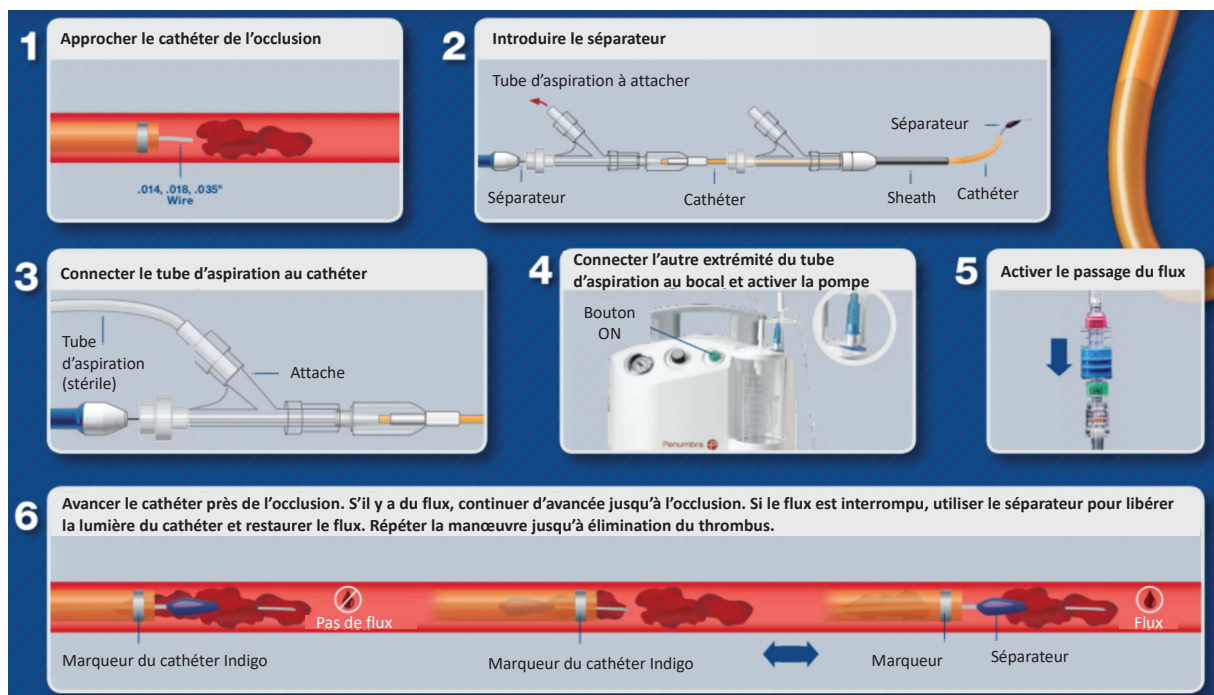 1
Approcher le cathéter de l'occlusion
.014, .018, .035"
Wire
2
Introduire le séparateur
Tube d'aspiration à attacher
Séparateur
Séparateur
Cathéter
Sheath
Cathéter
3
Connecter le tube d'aspiration au cathéter
Tube
d'aspiration
(stérile)
Attache
4
Connecter l'autre extrémité du tube
d'aspiration au bocal et activer la pompe
Bouton
ON
Penumbra
5
Activer le passage du flux
6
Avancer le cathéter près de l'occlusion. S'il y a du flux, continuer d'avancée jusqu'à l'occlusion. Si le flux est interrompu, utiliser le séparateur pour libérer
la lumière du cathéter et restaurer le flux. Répéter la manœuvre jusqu'à élimination du thrombus.
Pas de flux
Flux
Marqueur du cathéter Indigo
Marqueur du cathéter Indigo
Marqueur
Séparateur